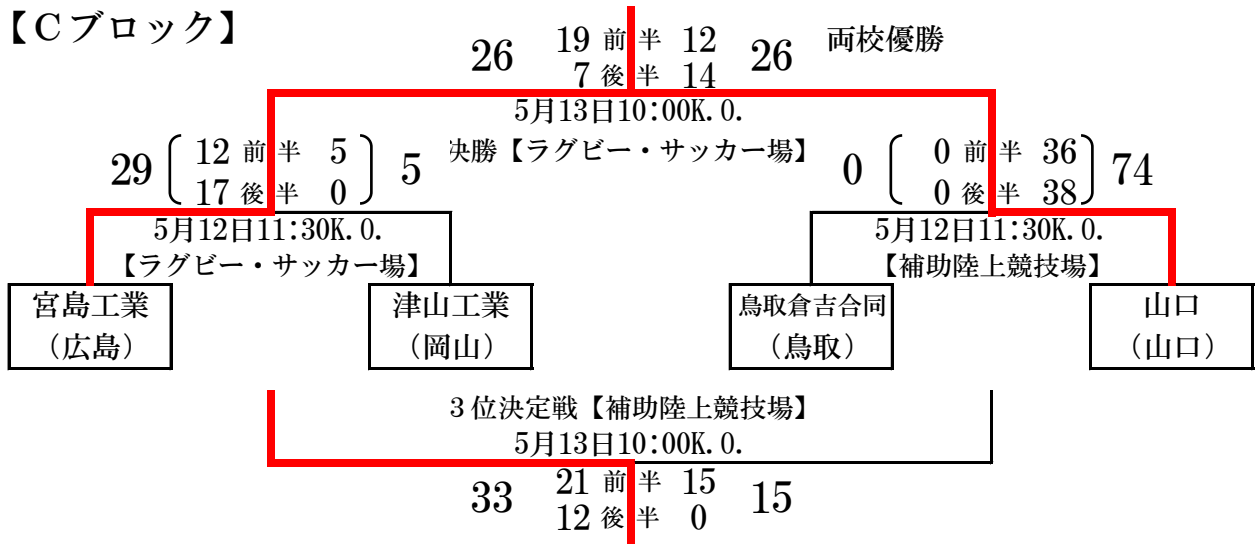 【Cブロック】
26 19 前半 12 26 両校優勝
7 後半 14
5月13日10:00K.O.
決勝【ラグビー・サッカー場】
29 12 前半 5 5
17 後半 0
0 0 前半 36 74
0 後半 38
5月12日11:30K.O.
【ラグビー・サッカー場】
5月12日11:30K.O.
【補助陸上競技場】
宮島工業
（広島）
津山工業
（岡山）
鳥取倉吉合同
（鳥取）
山口
（山口）
３位決定戦【補助陸上競技場】
5月13日10:00K.O.
33 21 前半 15 15
12 後半 0